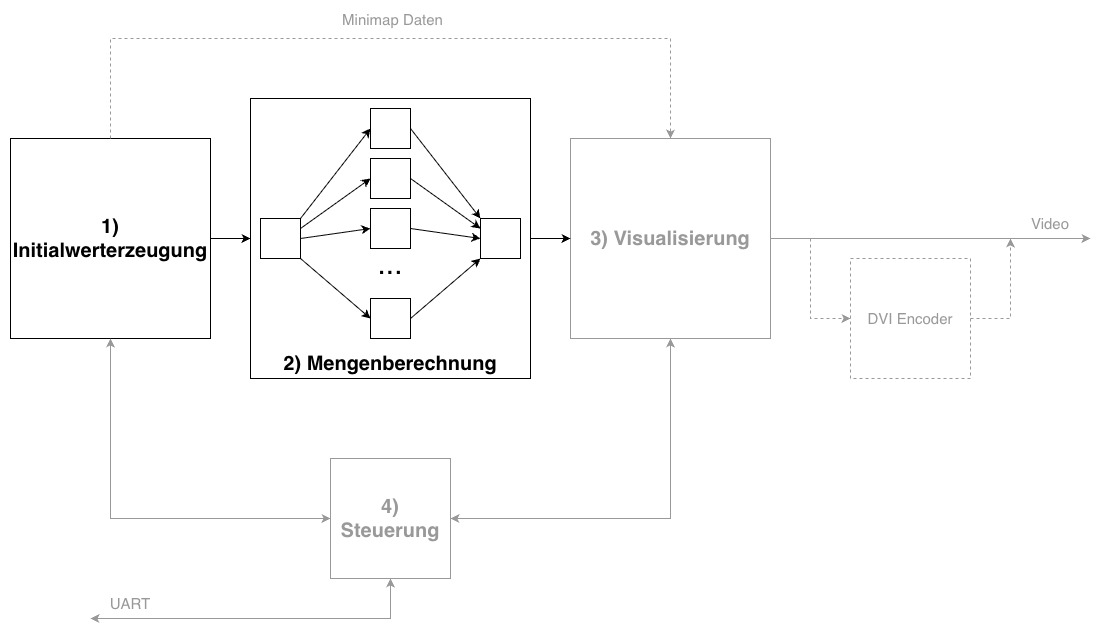 Minimap Daten
1)
Initialwerterzeugung
...
2) Mengenberechnung
3) Visualisierung
Video
DVI Encoder
4)
Steuerung
UART